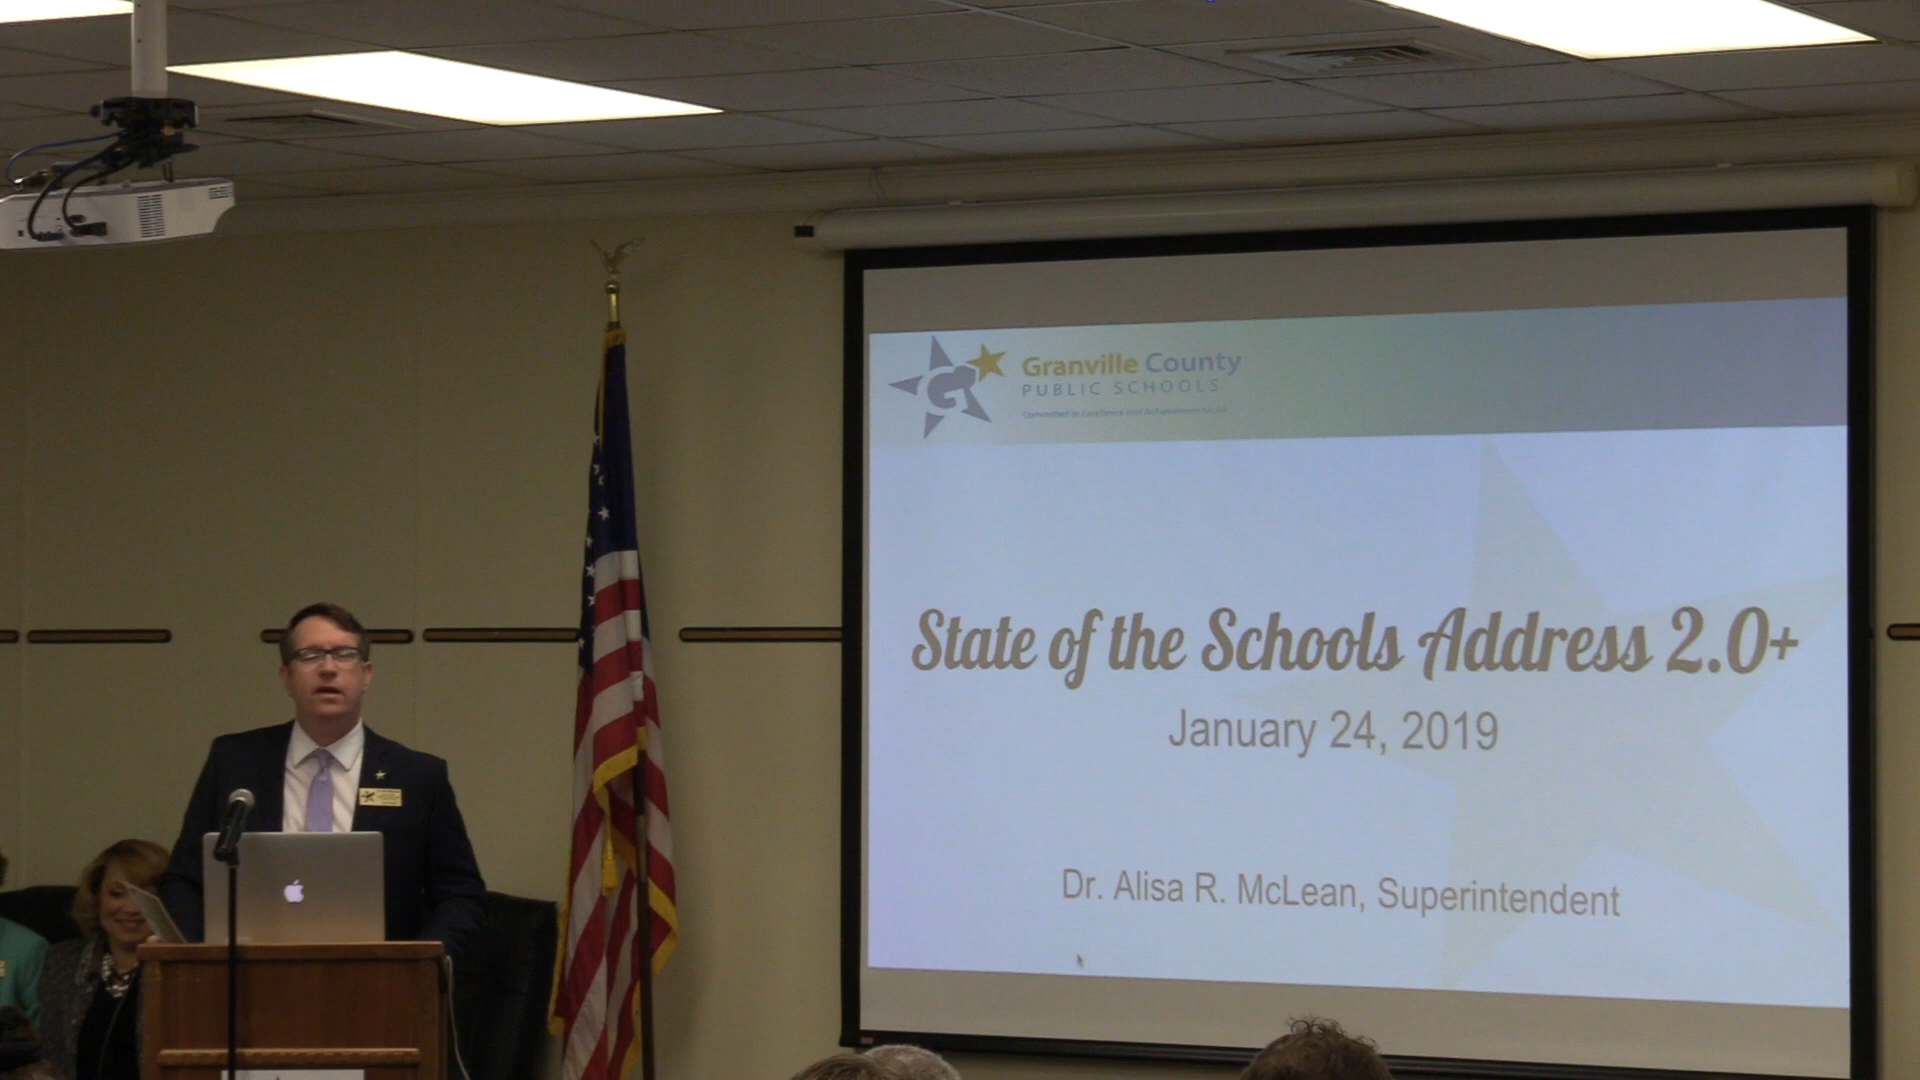 Granville County
PUBLIC SCHOOLS
State of the Schools Address 2.0+
January 24, 2019
Dr. Alisa R. McLean, Superintendent